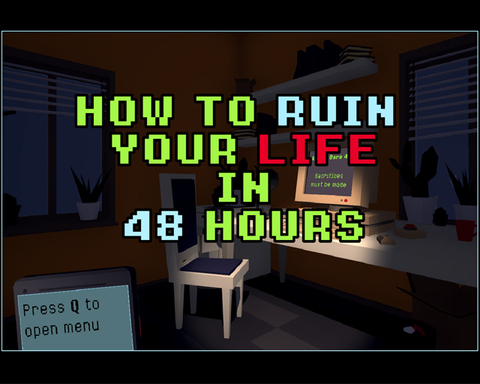 HOW TO RUIN
YOUR LIFE
IN
48 HOURS
Sacrifices
must be made
Press Q to
open menu